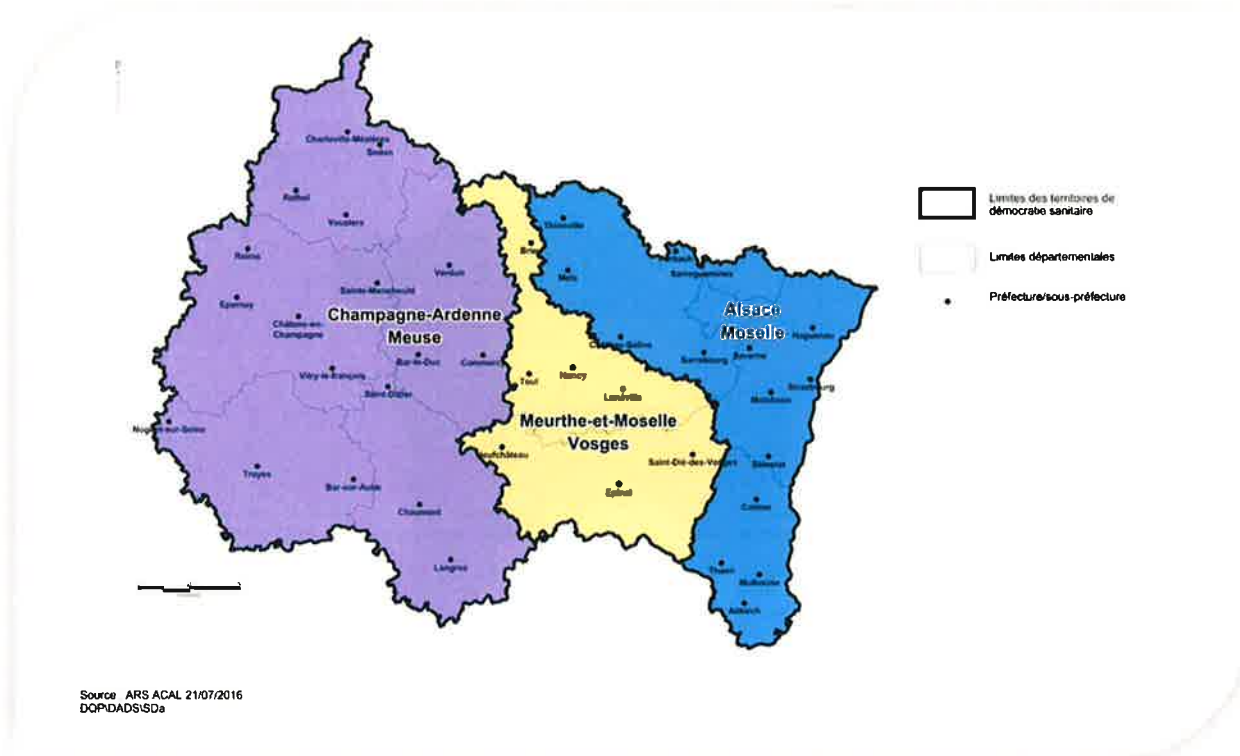 Charleville-Mézières
Sedan
Rethel
Vouziers
Reims
Thionville
Briey
Verdun
Metz
Forbach
Sarreguemines
Sainte-Menehould
Epernay
Châlons-en-
Champagne
Champagne-Ardenne
Meuse
Alsace
Moselle
Haguenau
Château-Salins
Sarrebourg
Saverne
Bar-le-Duc
Commercy
Vitry-le-françois
Saint-Dizier
Toul
Nancy
Lunéville
Strasbourg
Molsheim
Meurthe-et-Moselle
Vosges
Nogent-sur-Seine
Neufchâteau
Saint-Dié-des-Vosges
Sélestat
Troyes
Bar-sur-Aube
Epinal
Chaumont
Colmar
Langres
Thann
Mulhouse
Altkirch
Limites des territoires de
démocratie sanitaire
Limites départementales
Préfecture/sous-préfecture
Source ARS ACAL 21/07/2016
DQP\DADS\SDa